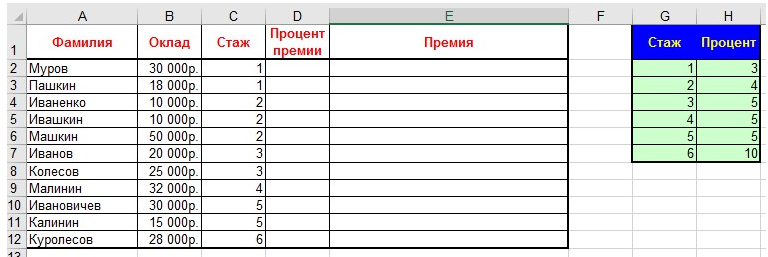 A B C D E F G H
1 Фамилия Оклад Стаж Процент премии Премия Стаж Процент
2 Муров 30 000р. 1 1 3
3 Пашкин 18 000р. 1 2 4
4 Иваненко 10 000р. 2 3 5
5 Ивашкин 10 000р. 2 4 5
6 Машкин 50 000р. 2 5 5
7 Иванов 20 000р. 3 6 10
8 Колесов 25 000р. 3
9 Малинин 32 000р. 4
10 Ивановичев 30 000р. 5
11 Калинин 15 000р. 5
12 Куролесов 28 000р. 6